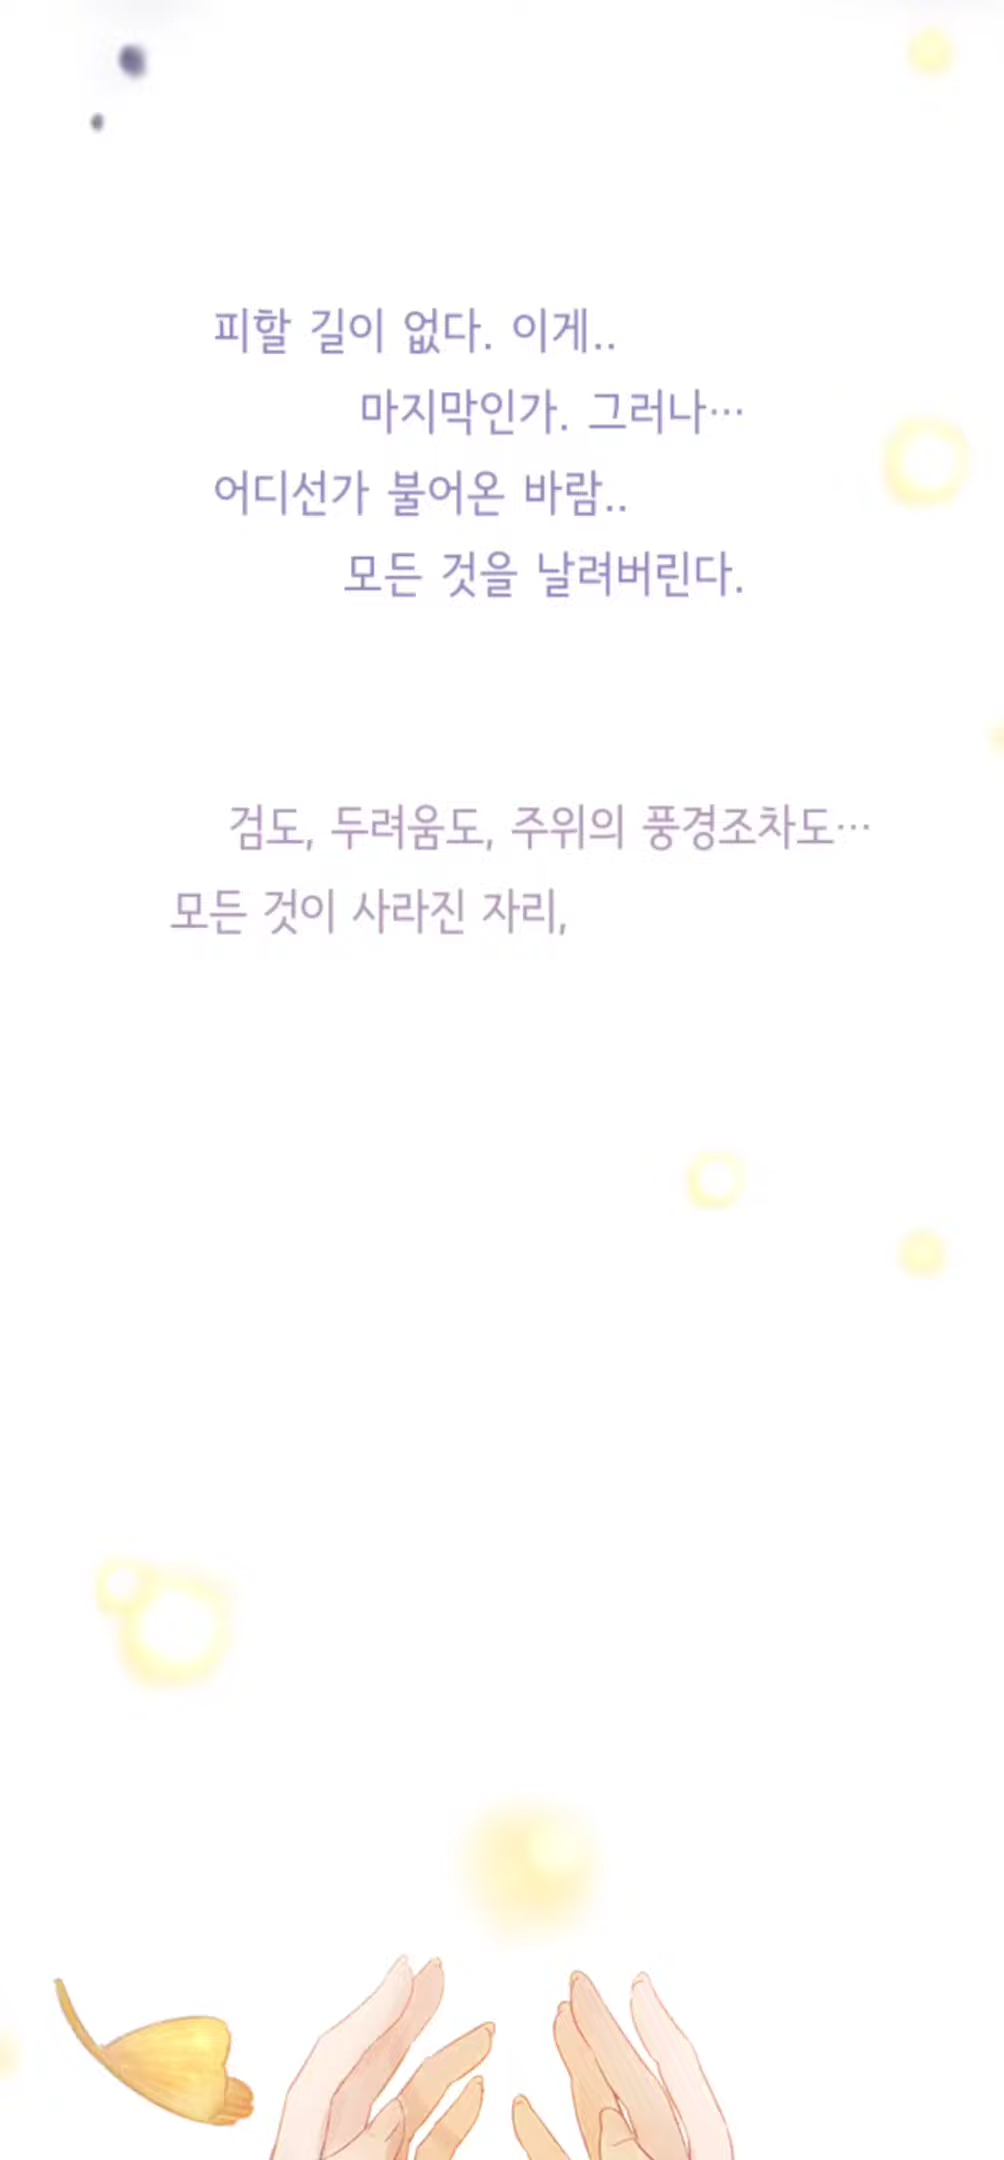 피할 길이 없다. 이게..
마지막인가. 그러나…
어디선가 불어온 바람..
모든 것을 날려버린다.
검도, 두려움도, 주위의 풍경조차도…
모든 것이 사라진 자리,